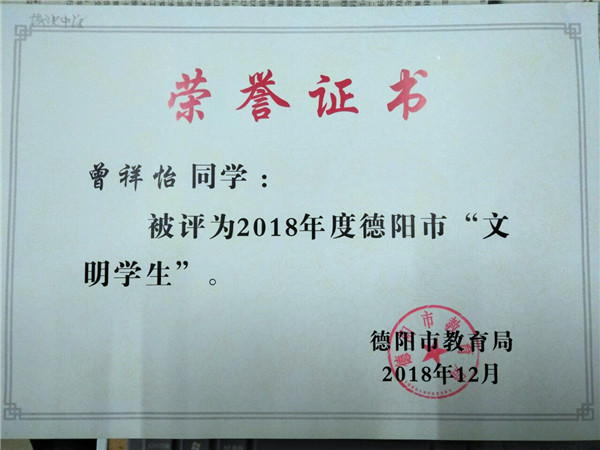 荣誉证书
曾祥怡 同学：
被评为2018年度德阳市“文
明学生”。
德阳市教育局
2018年12月